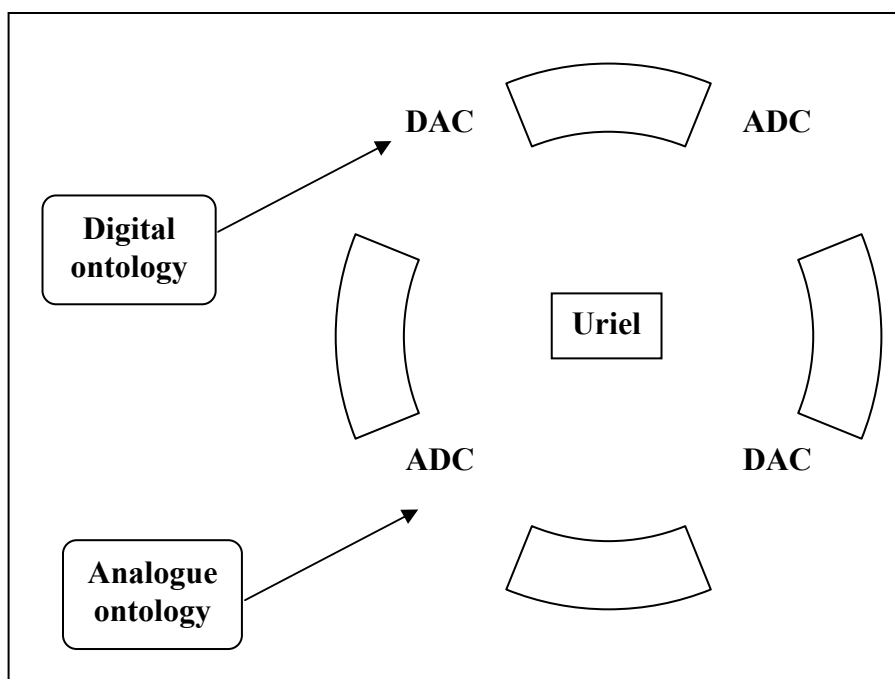 DAC
ADC
Digital
ontology
Uriel
ADC
DAC
Analogue
ontology